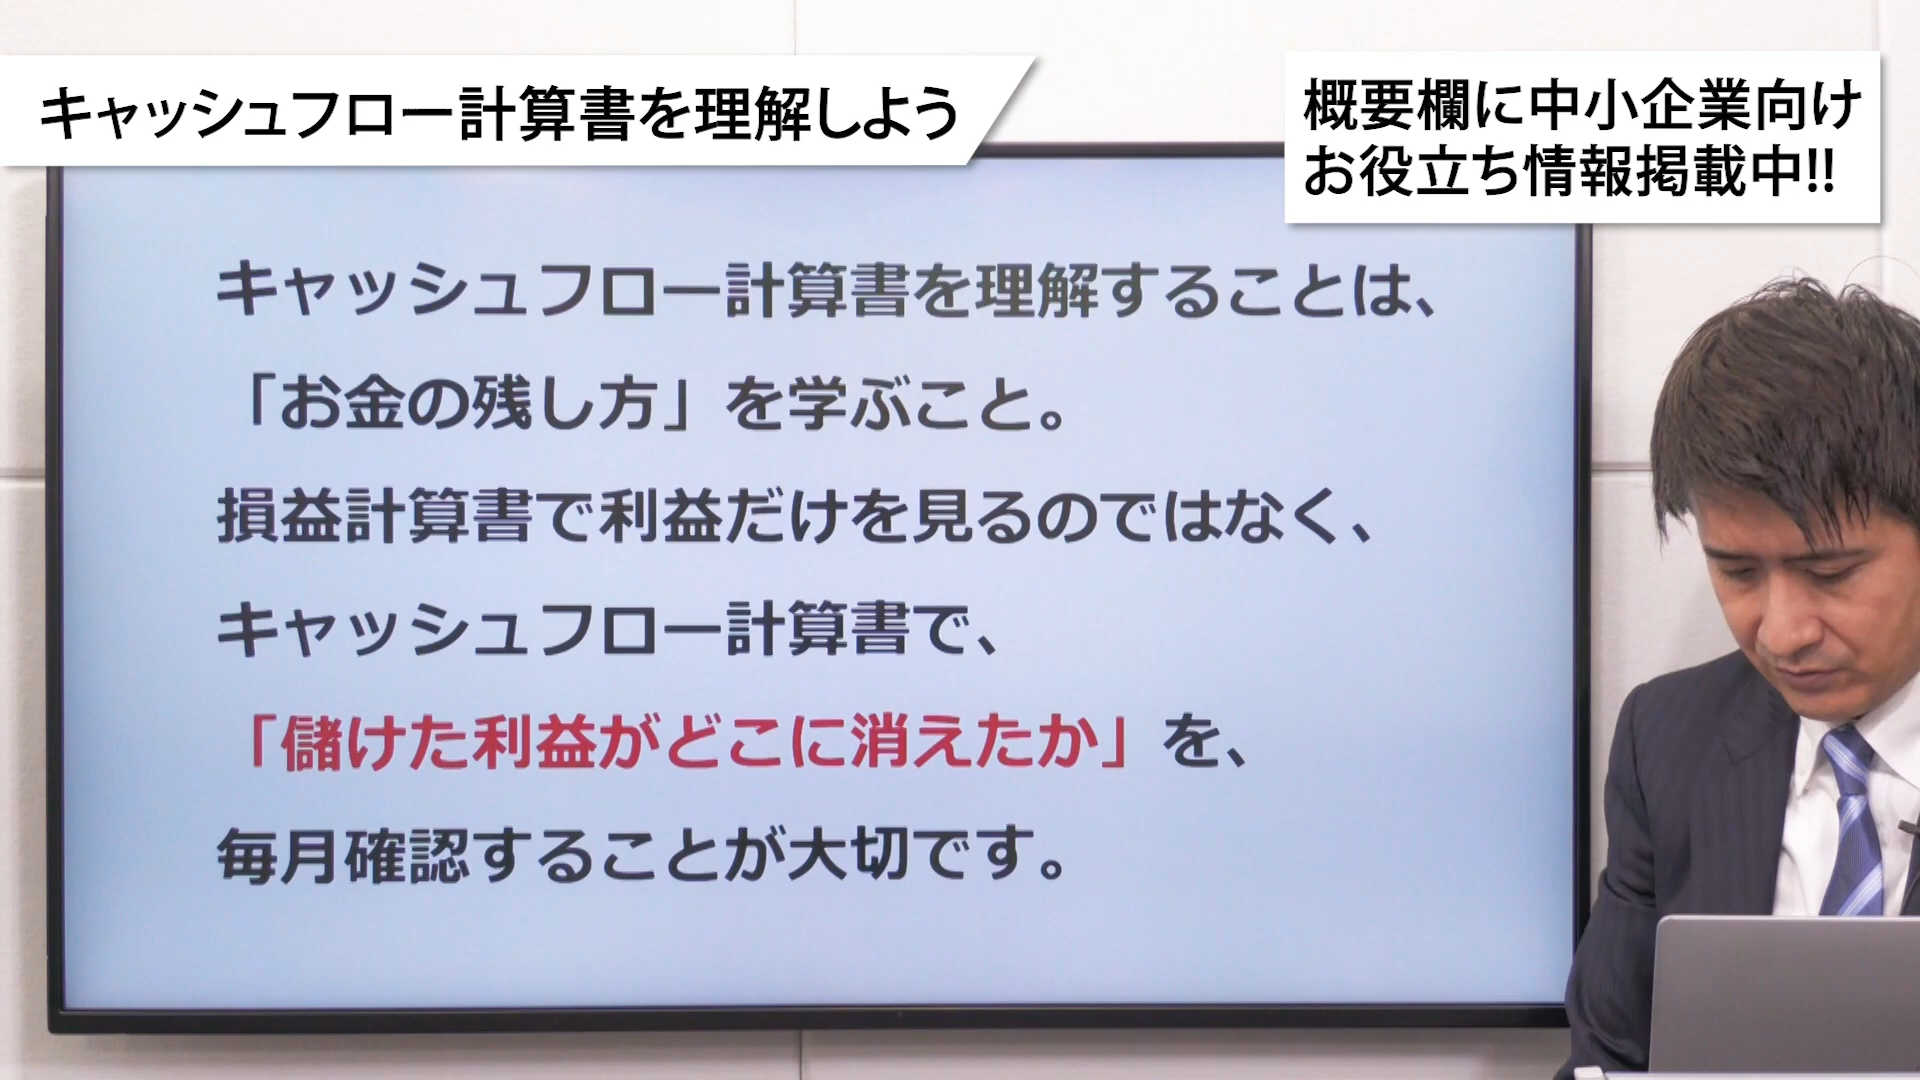 キャッシュフロー計算書を理解しよう
概要欄に中小企業向け
お役立ち情報掲載中!!
キャッシュフロー計算書を理解することは、
「お金の残し方」を学ぶこと。
損益計算書で利益だけを見るのではなく、
キャッシュフロー計算書で、
「儲けた利益がどこに消えたか」を、
毎月確認することが大切です。